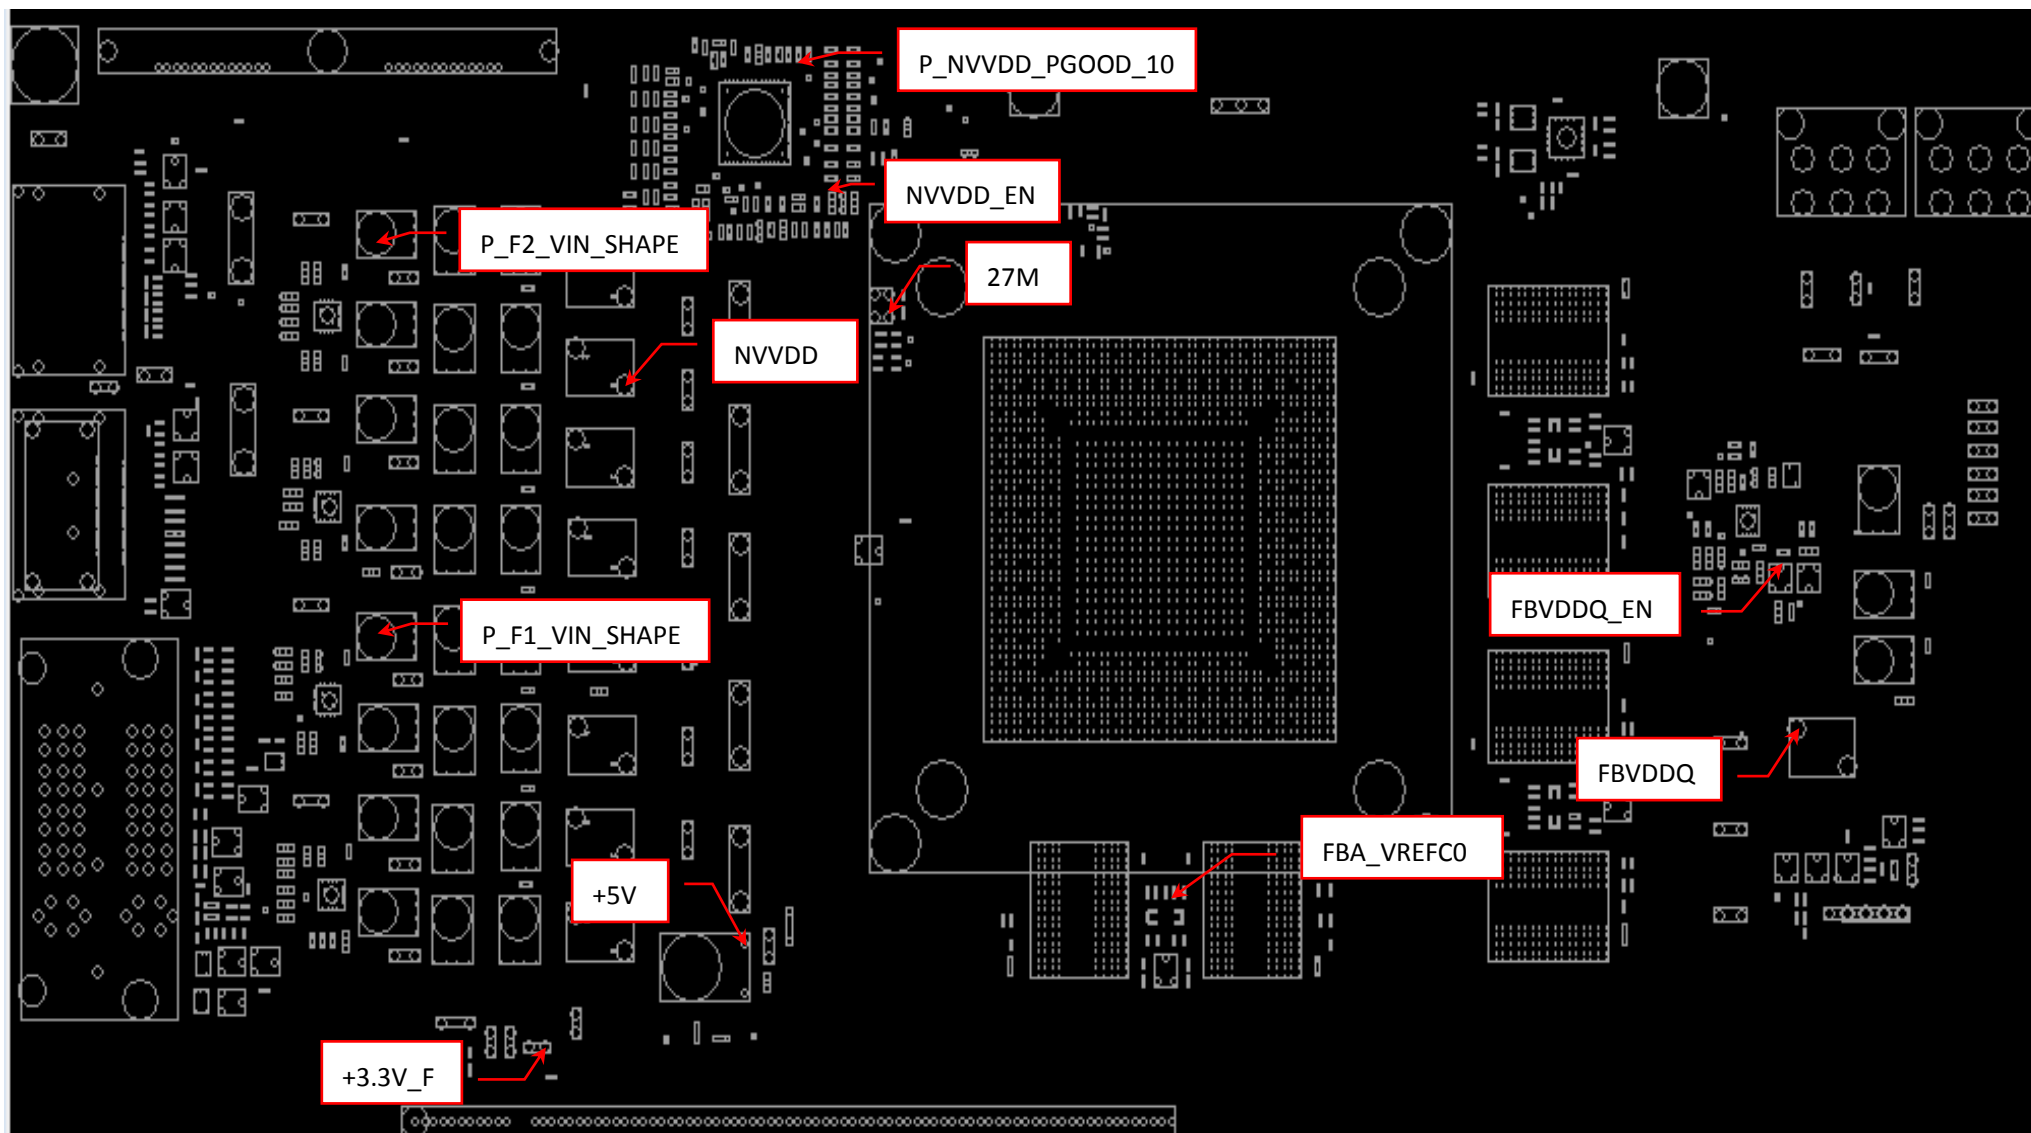 P_NVVDD_PGOOD_10
NVVDD_EN
P_F2_VIN_SHAPE
27M
NVVDD
FBVDDQ_EN
P_F1_VIN_SHAPE
FBVDDQ
FBA_VREFC0
+5V
+3.3V_F